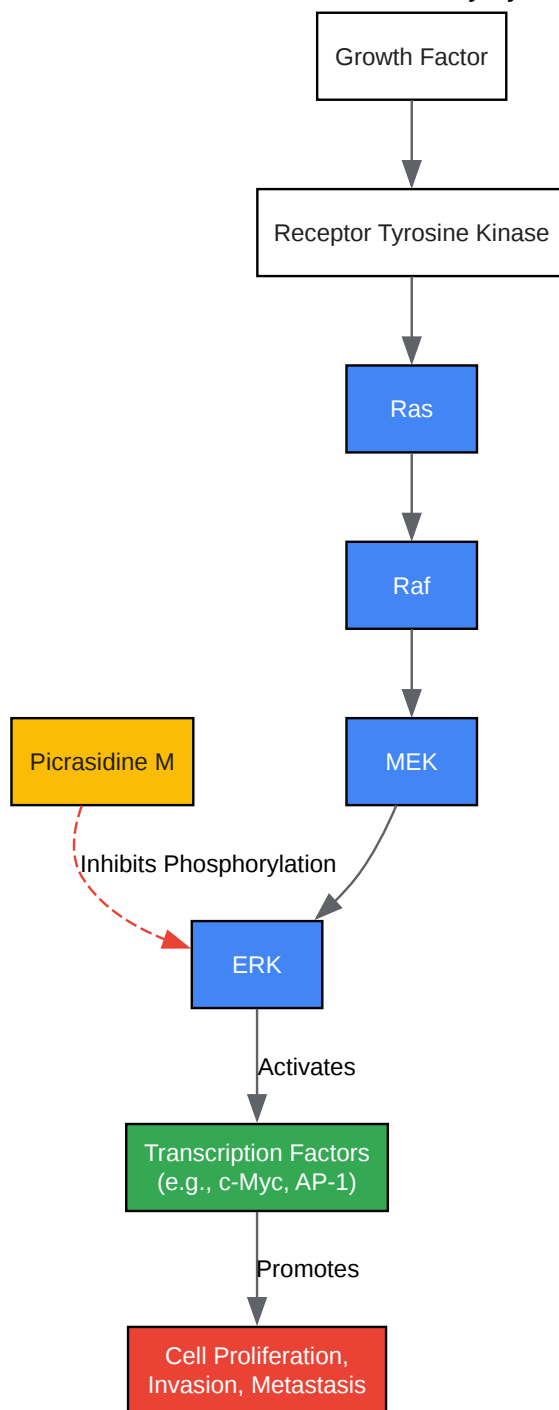 Growth Factor
Receptor Tyrosine Kinase
Ras
Raf
Picrasidine M
MEK
Inhibits Phosphorylation
ERK
Activates
Transcription Factors
(e.g., c-Myc, AP-1)
Promotes
Cell Proliferation,
Invasion, Metastasis